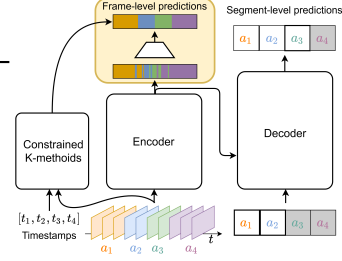 Frame-level predictions
Segment-level predictions
a₁ a₂ a₃ a₄
Constrained
K-methoids
Encoder
Decoder
[t₁, t₂, t₃, t₄]
Timestamps
t
a₁ a₂ a₃ a₄
a₁ a₂ a₃ a₄